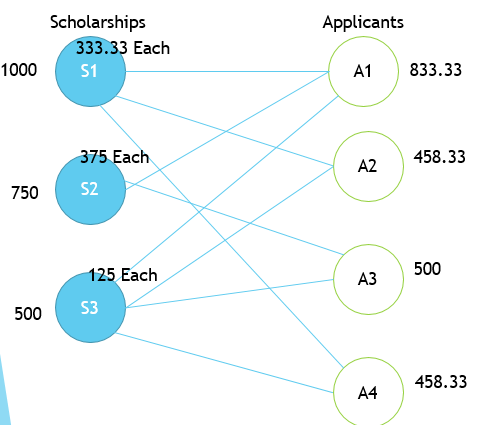 Scholarships
Applicants
333.33 Each
1000
S1
A1
833.33
375 Each
A2
458.33
750
S2
125 Each
A3
500
500
S3
A4
458.33